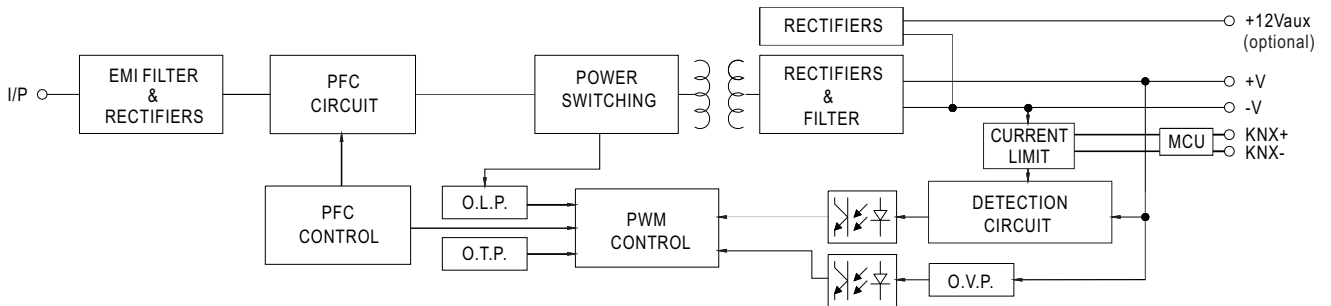 RECTIFIERS
+12Vaux
(optional)
I/P
EMI FILTER
&
RECTIFIERS
PFC
CIRCUIT
POWER
SWITCHING
RECTIFIERS
&
FILTER
+V
-V
CURRENT
LIMIT
MCU
KNX+
KNX-
PFC
CONTROL
O.L.P.
O.T.P.
PWM
CONTROL
DETECTION
CIRCUIT
O.V.P.